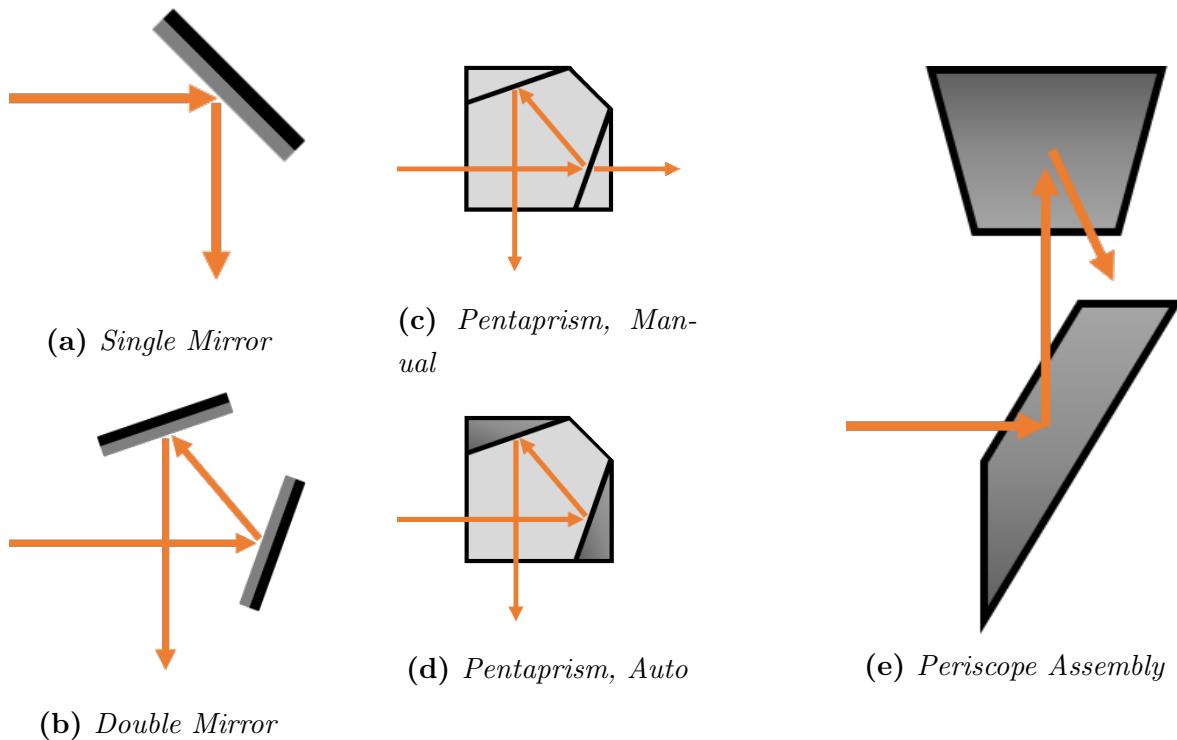 (a) Single Mirror
(b) Double Mirror
(c) Pentaprism, Man-
ual
(d) Pentaprism, Auto
(e) Periscope Assembly